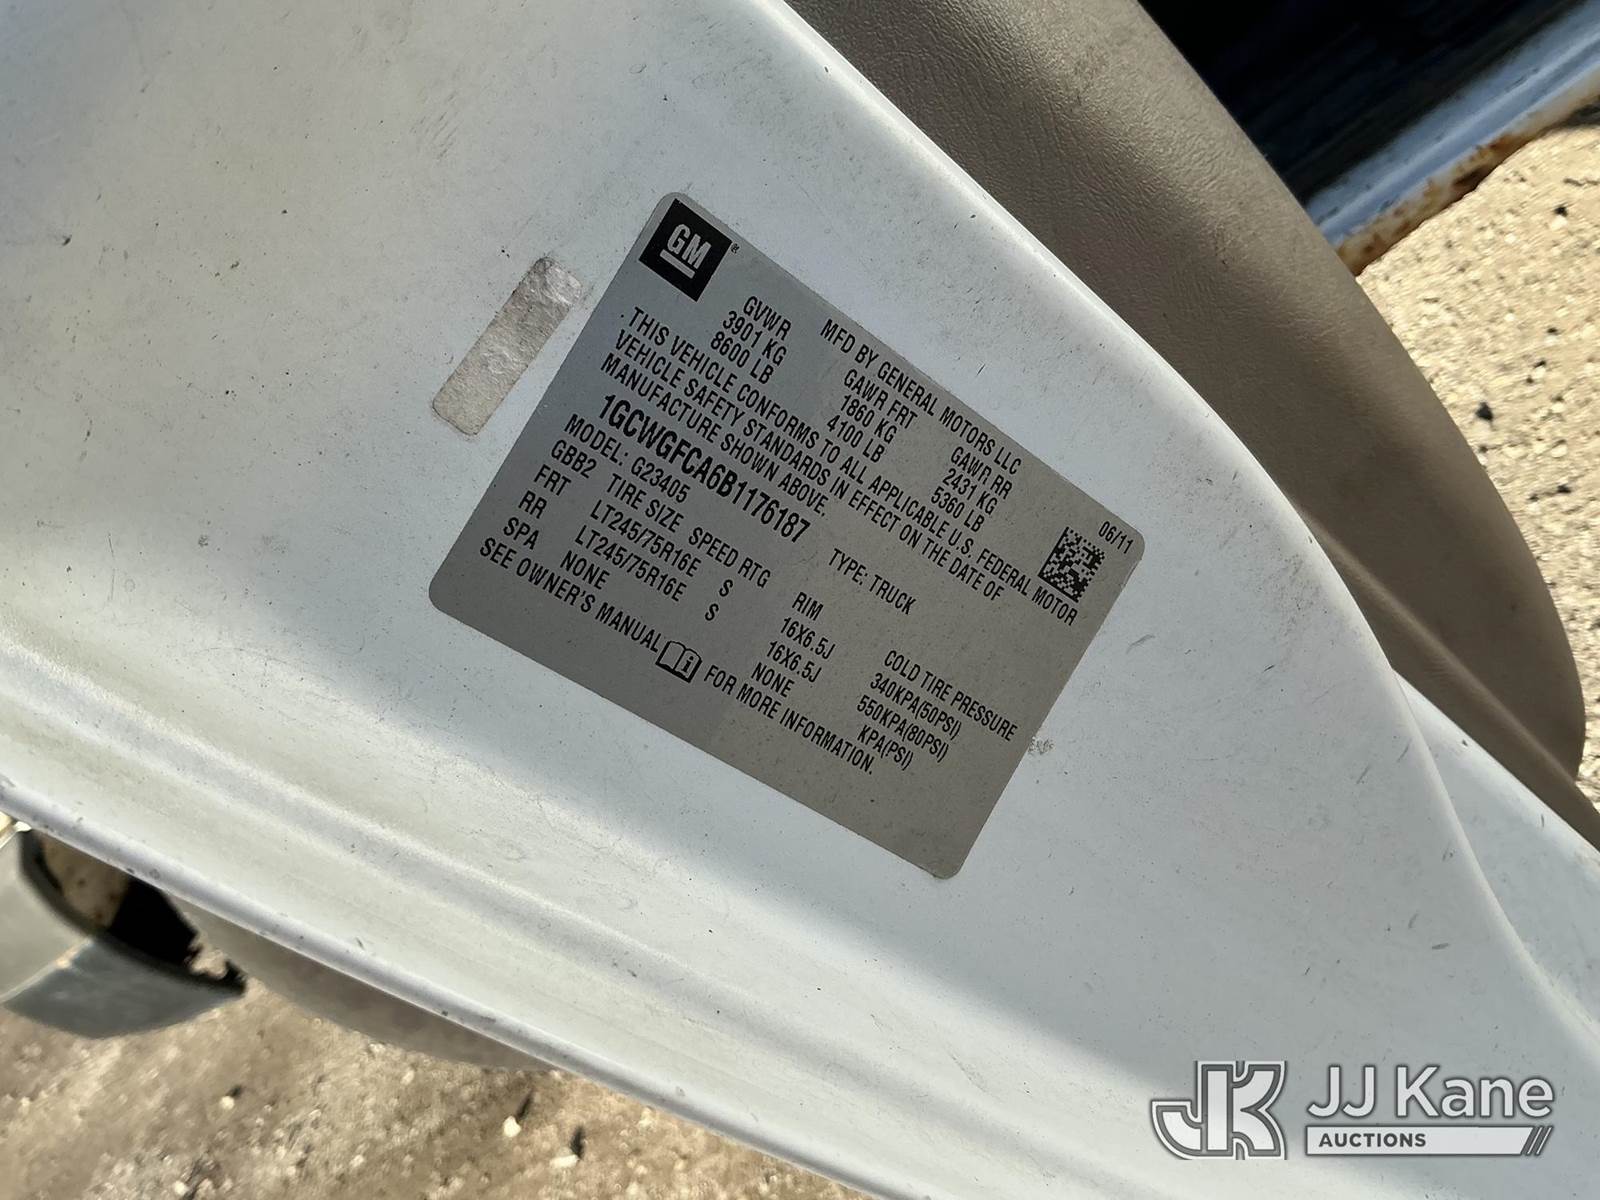 GM
MFD BY GENERAL MOTORS LLC 06/11
GVWR GAWR FRT GAWR RR
3901 KG 1860 KG 2431 KG
8600 LB 4100 LB 5360 LB
THIS VEHICLE CONFORMS TO ALL APPLICABLE U.S. FEDERAL MOTOR
VEHICLE SAFETY STANDARDS IN EFFECT ON THE DATE OF
MANUFACTURE SHOWN ABOVE.
1GCWGFCA6B1176187 TYPE: TRUCK
MODEL: G23405
GBB2 TIRE SIZE SPEED RTG RIM COLD TIRE PRESSURE
FRT LT245/75R16E S 16X6.5J 340KPA(50PSI)
RR LT245/75R16E S 16X6.5J 550KPA(80PSI)
SPA NONE NONE KPA(PSI)
SEE OWNER'S MANUAL FOR MORE INFORMATION.
JK JJ Kane
AUCTIONS